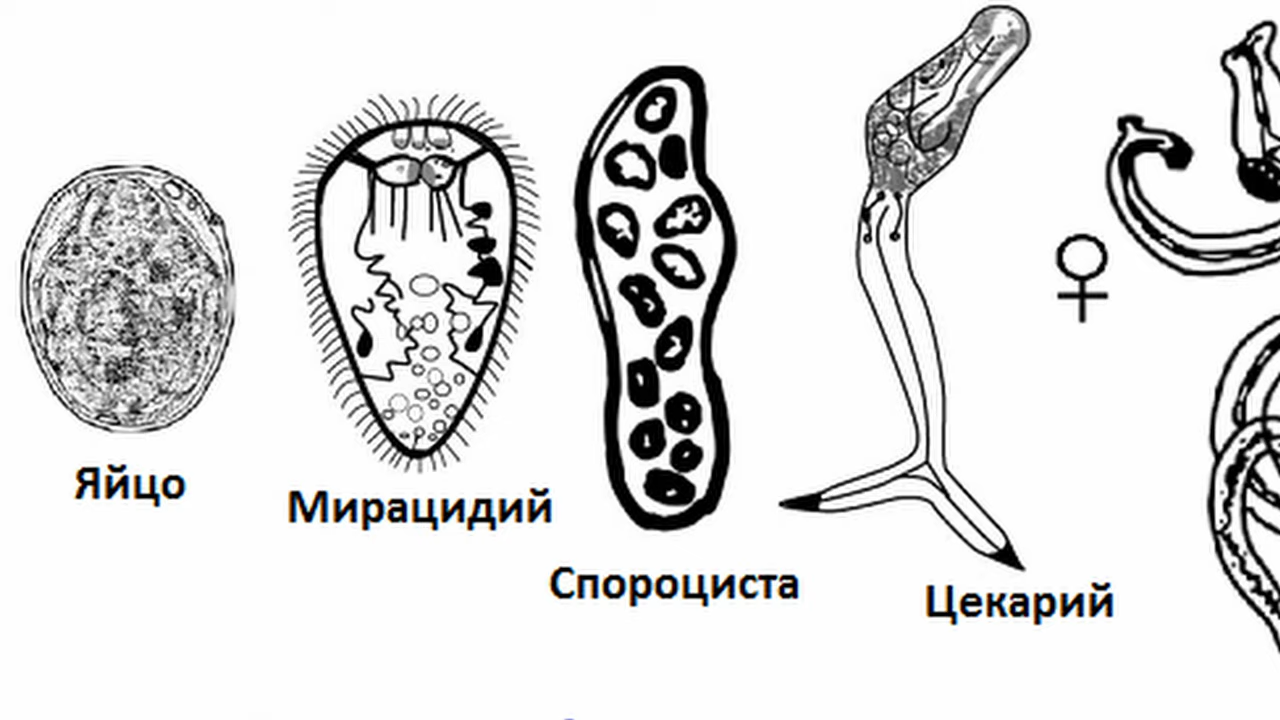 Яйцо
Мирацидий
Спороциста
Цекарий